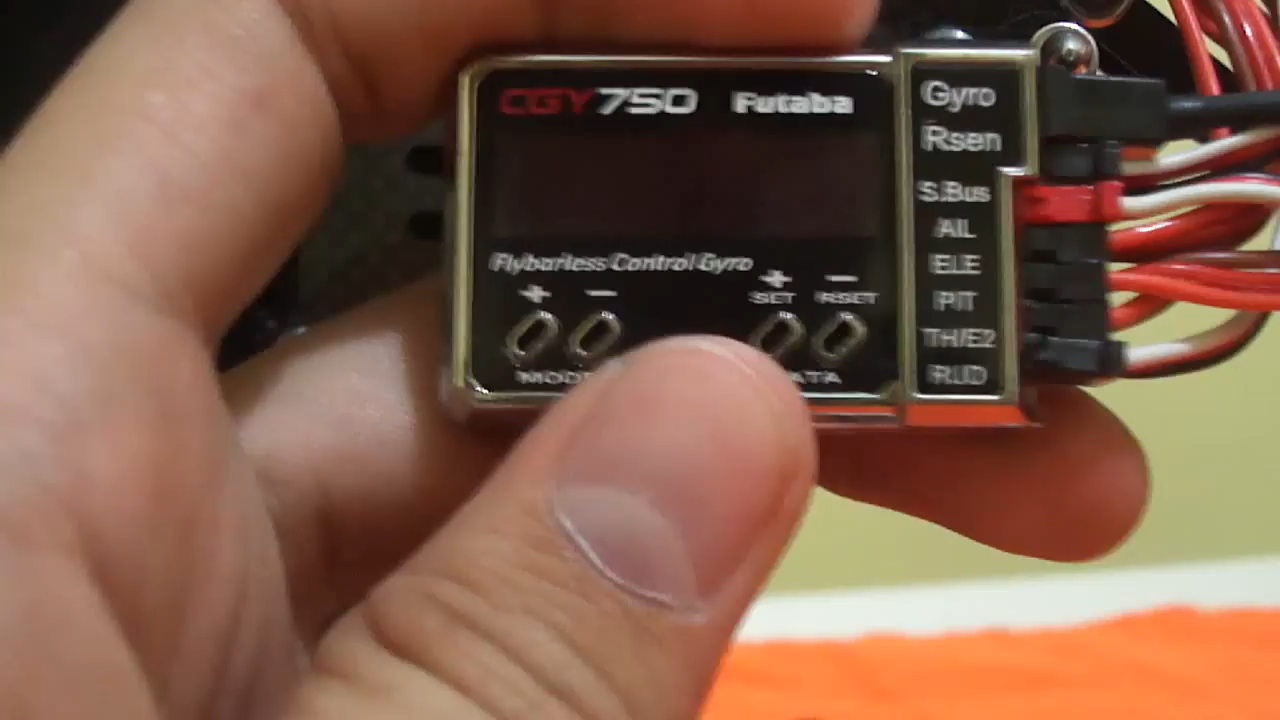 CGY750 Futaba
Flybarless Control Gyro
+ - + -
SET RSET
Gyro
Rsen
S.Bus
AIL
ELE
PIT
TH/E2
RUD